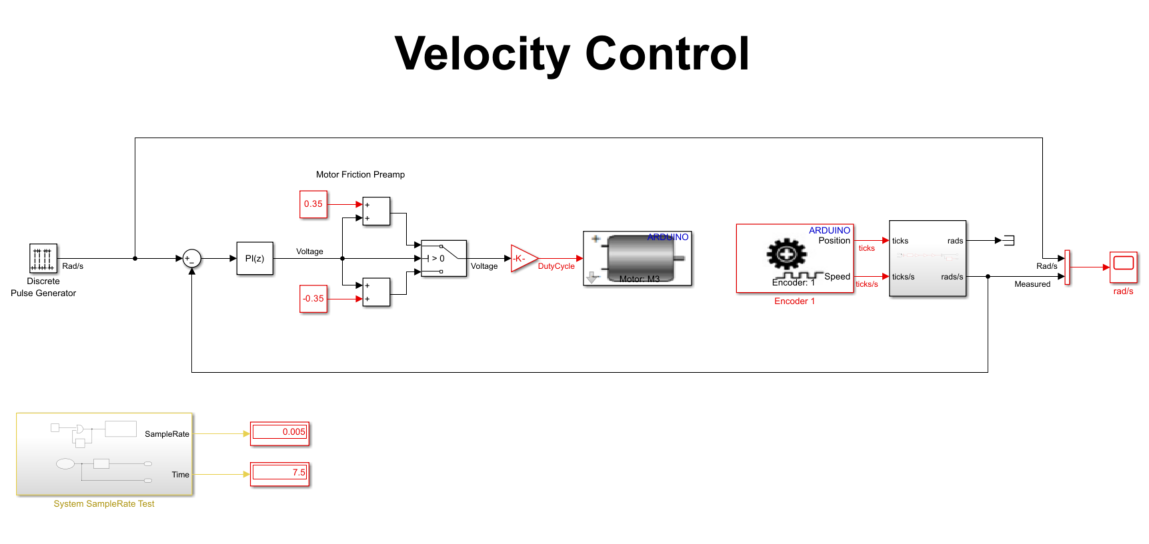 Velocity Control
Motor Friction Preamp
0.35
+
+
Discrete
Pulse Generator
Rad/s
+
-
PI(z)
Voltage
> 0
Voltage
-K-
DutyCycle
+
-
ARDUINO
Motor: M3
-0.35
+
+
ARDUINO
Position
Speed
Encoder: 1
Encoder 1
ticks
ticks/s
ticks
ticks/s
rads
rads/s
Rad/s
Measured
rad/s
SampleRate
0.005
Time
7.5
System SampleRate Test